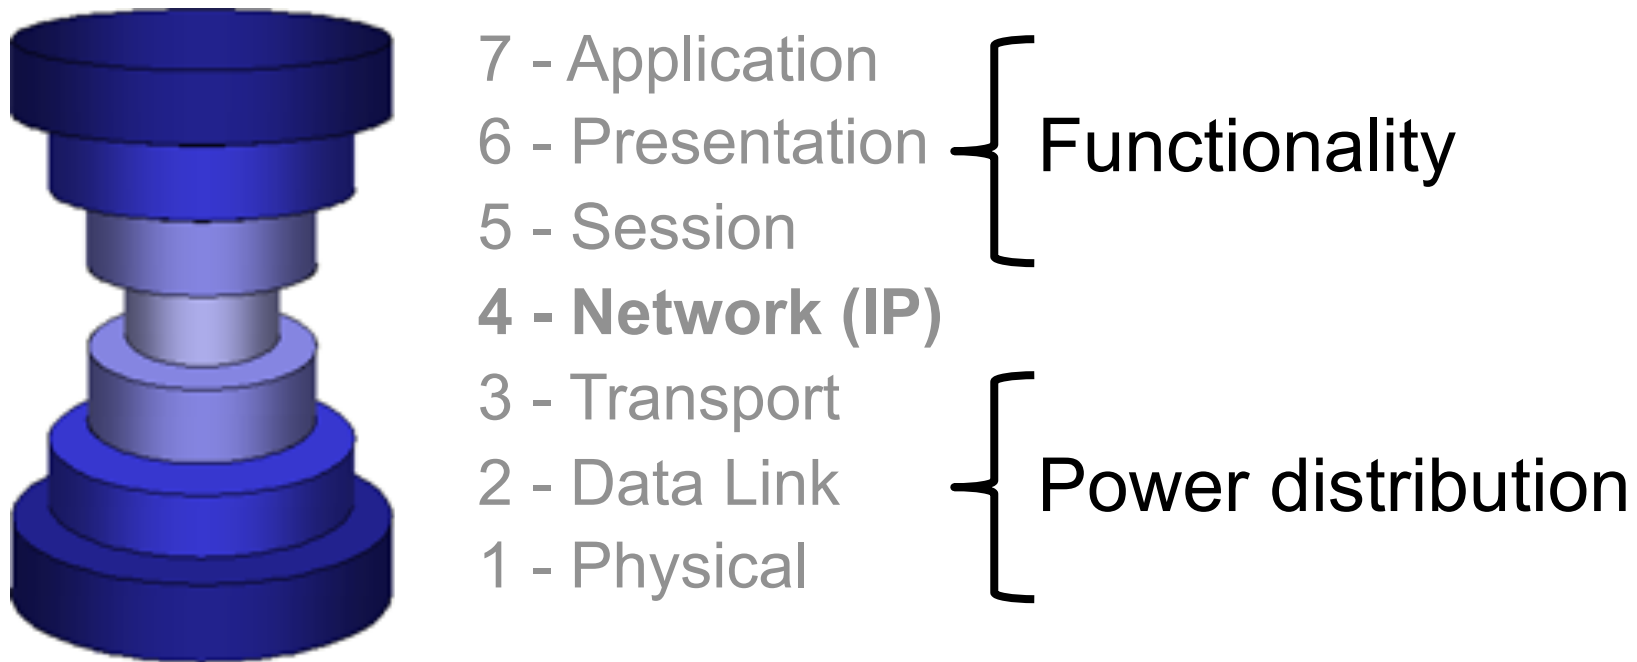 7 - Application
6 - Presentation
5 - Session
4 - Network (IP)
3 - Transport
2 - Data Link
1 - Physical
Functionality
Power distribution